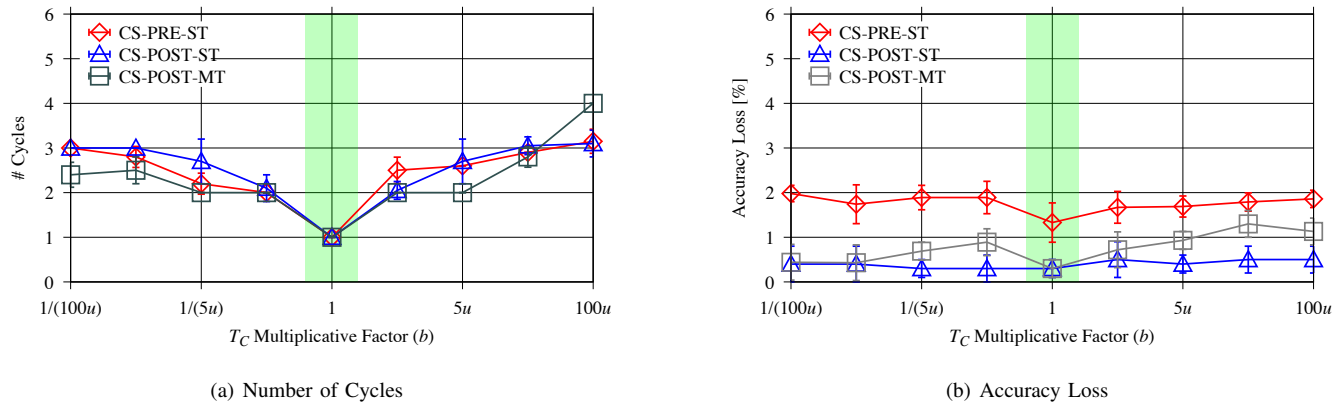 6
5
4
3
2
1
0
# Cycles
CS-PRE-ST
CS-POST-ST
CS-POST-MT
1/(100u)
1/(5u)
1
5u
100u
T_C Multiplicative Factor (b)
(a) Number of Cycles
6
5
4
3
2
1
0
Accuracy Loss [%]
CS-PRE-ST
CS-POST-ST
CS-POST-MT
1/(100u)
1/(5u)
1
5u
100u
T_C Multiplicative Factor (b)
(b) Accuracy Loss